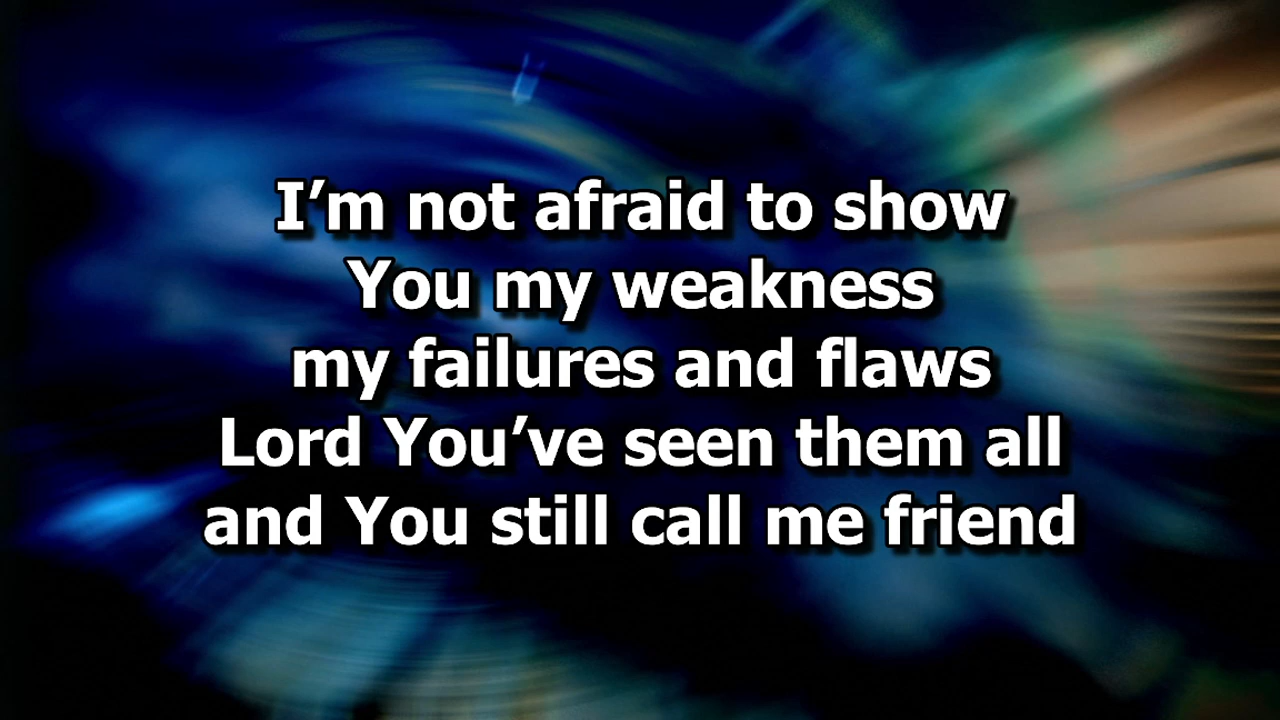 I’m not afraid to show
You my weakness
my failures and flaws
Lord You’ve seen them all
and You still call me friend